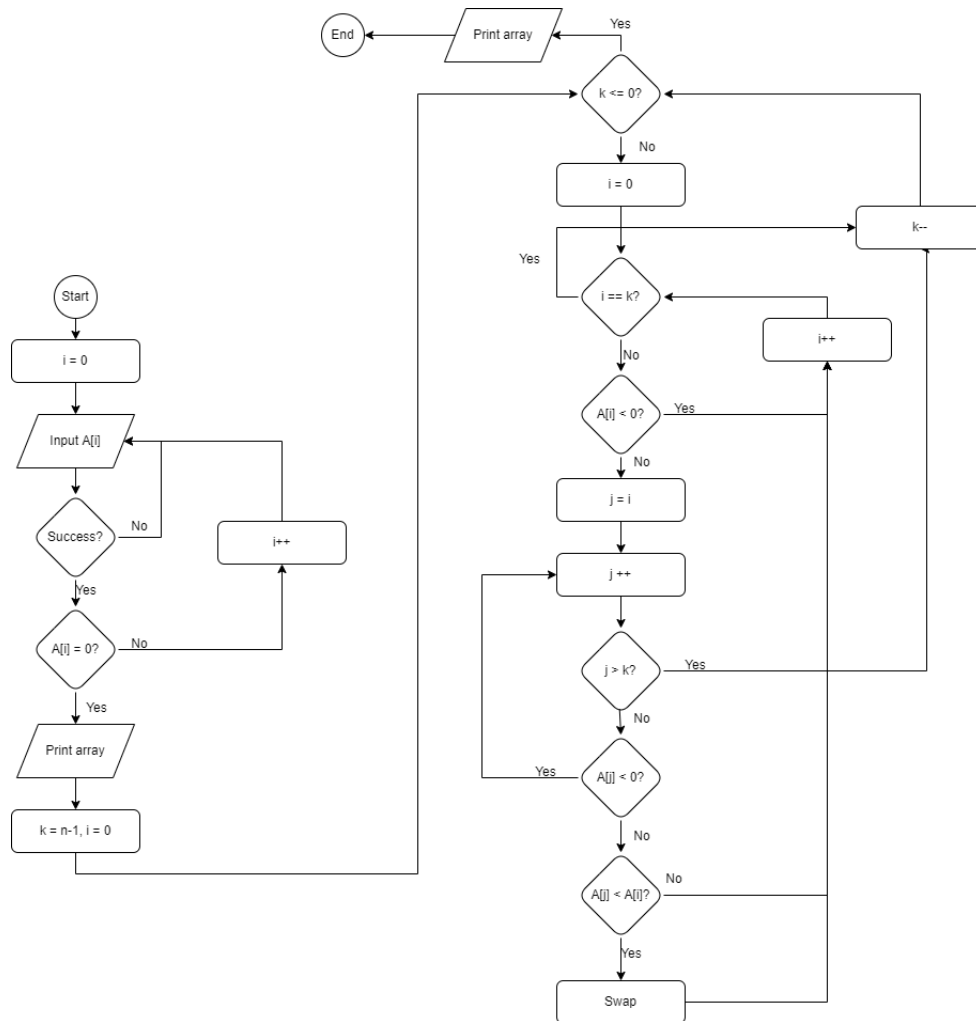 Start
i = 0
Input A[i]
Success?
No
Yes
i++
A[i] = 0?
No
Yes
Print array
k = n-1, i = 0
End
Print array
Yes
k <= 0?
No
i = 0
k--
Yes
i == k?
i++
No
A[i] < 0?
Yes
No
j = i
j ++
j > k?
Yes
No
A[j] < 0?
Yes
No
A[j] < A[i]?
No
Yes
Swap